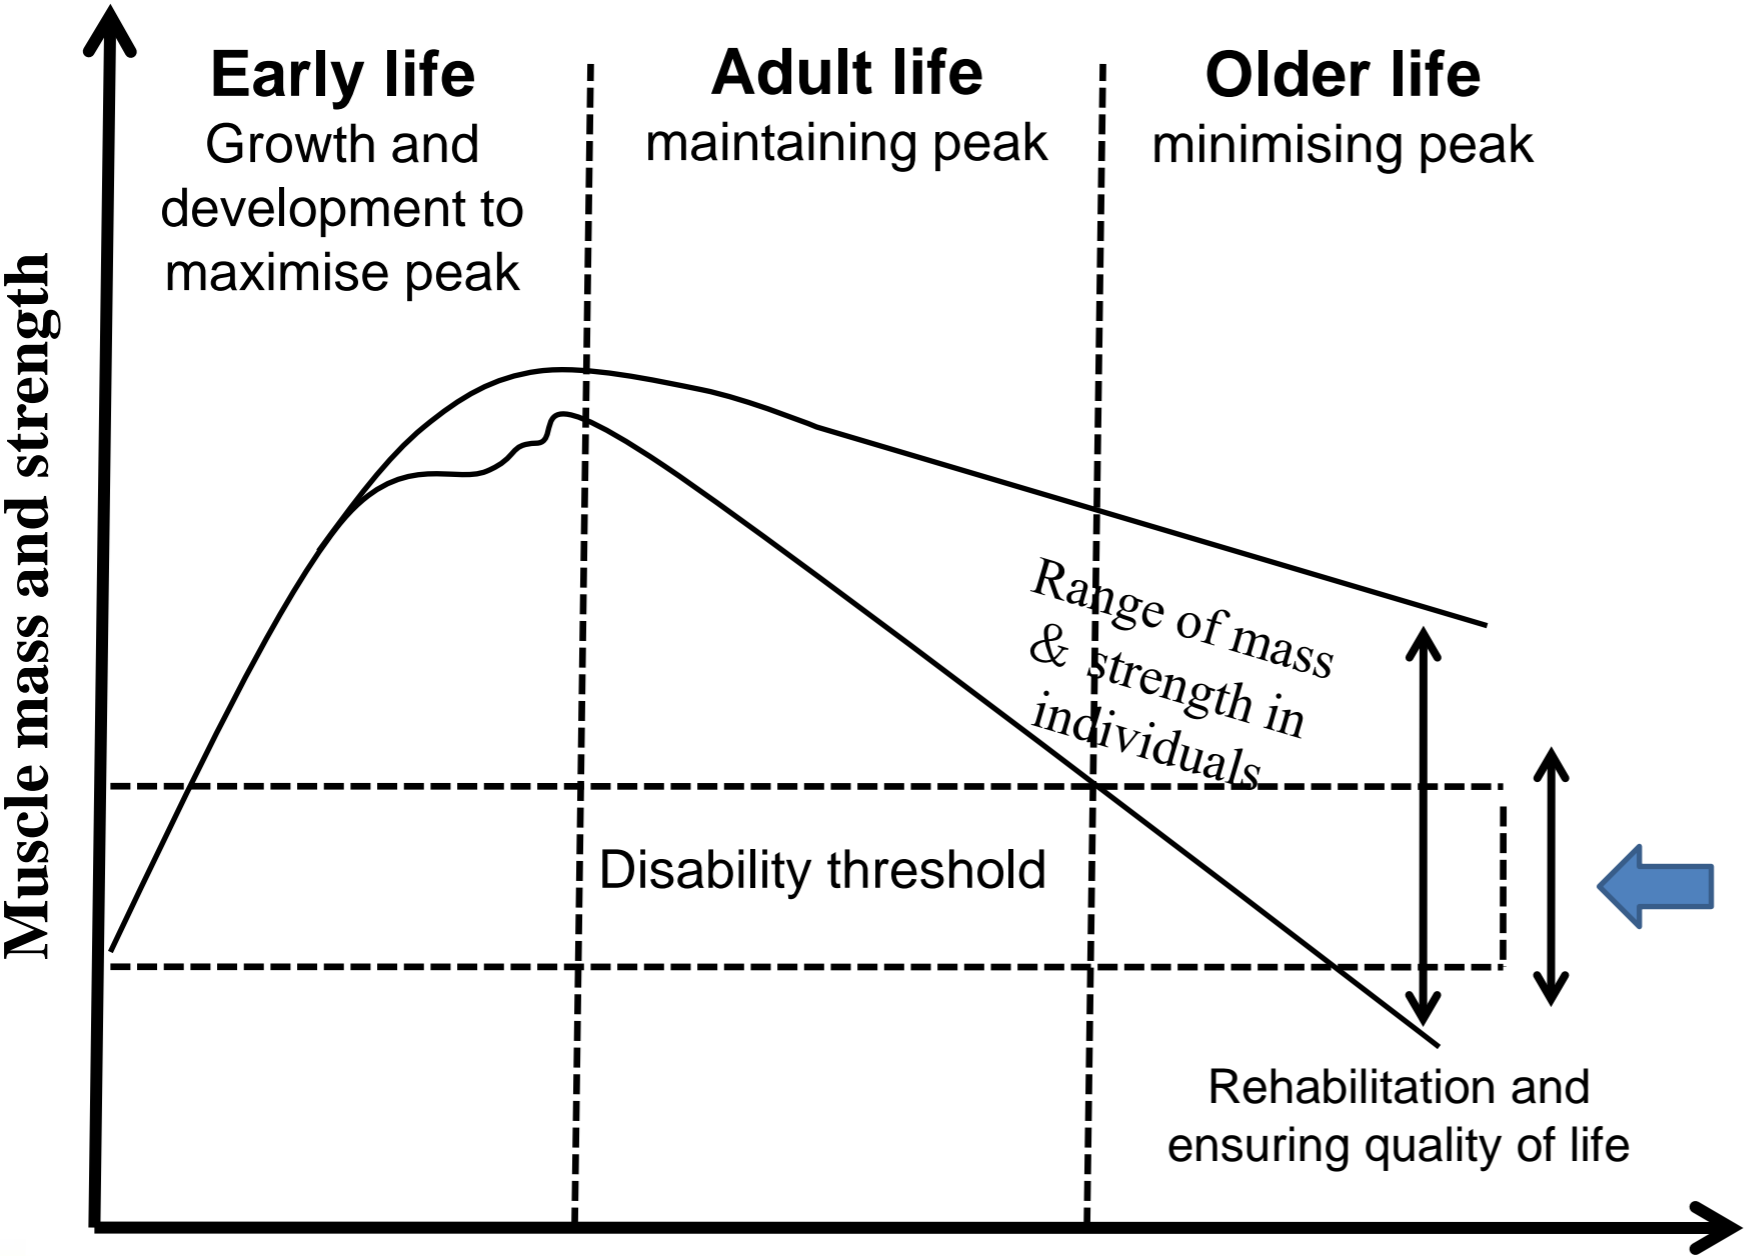 Early life
Growth and
development to
maximise peak
Adult life
maintaining peak
Older life
minimising peak
Muscle mass and strength
Range of mass
& strength in
individuals
Disability threshold
Rehabilitation and
ensuring quality of life